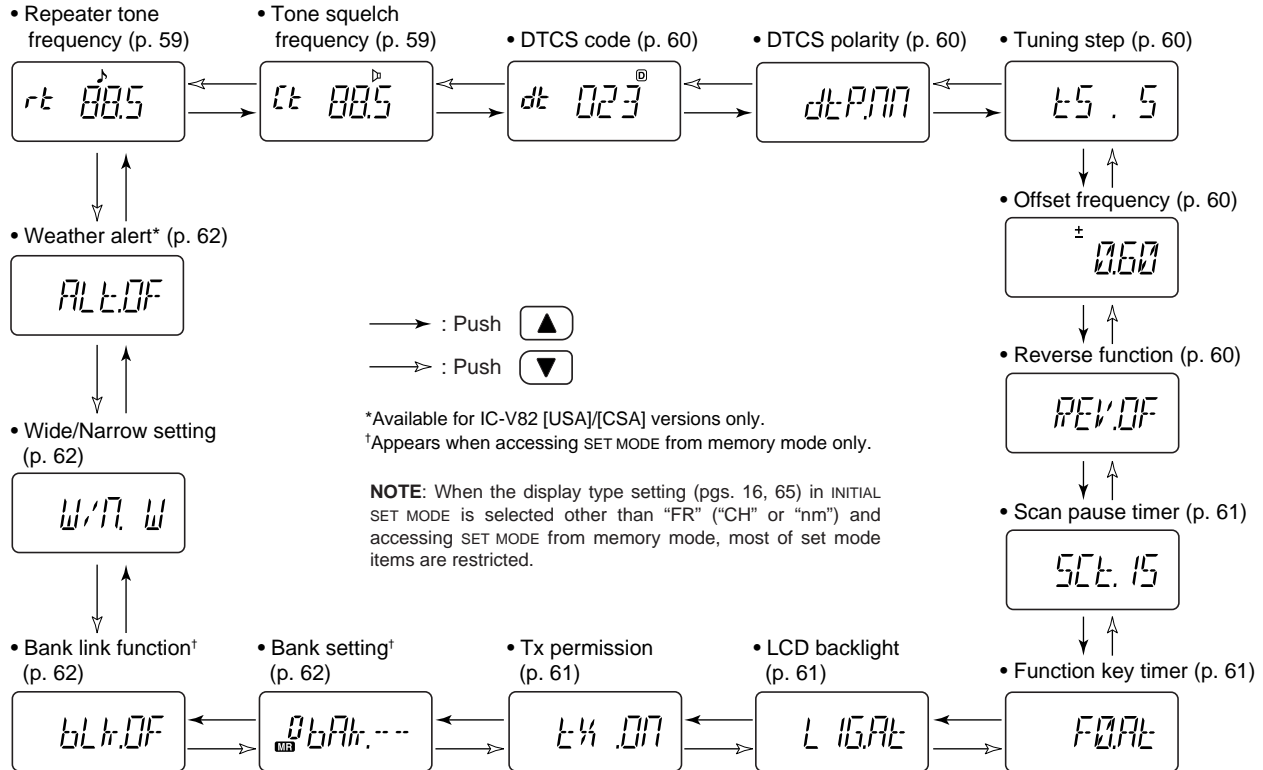 • Repeater tone
frequency (p. 59)
• Tone squelch
frequency (p. 59)
• DTCS code (p. 60)
• DTCS polarity (p. 60)
• Tuning step (p. 60)
rt 88.5
Ct 88.5
dt 023
D
dtP.NN
tS . 5
• Offset frequency (p. 60)
± 0.60
• Weather alert* (p. 62)
ALt.OF
: Push ▲
: Push ▼
• Reverse function (p. 60)
REV.OF
*Available for IC-V82 [USA]/[CSA] versions only.
†Appears when accessing SET MODE from memory mode only.
• Wide/Narrow setting
(p. 62)
W/N. W
NOTE: When the display type setting (pgs. 16, 65) in INITIAL
SET MODE is selected other than “FR” (“CH” or “nm”) and
accessing SET MODE from memory mode, most of set mode
items are restricted.
• Scan pause timer (p. 61)
SCt. 15
• Bank link function†
(p. 62)
• Bank setting†
(p. 62)
• Tx permission
(p. 61)
• LCD backlight
(p. 61)
• Function key timer (p. 61)
bLk.OF
MR 0 bAk.--
tX .ON
LIG.At
F0.At